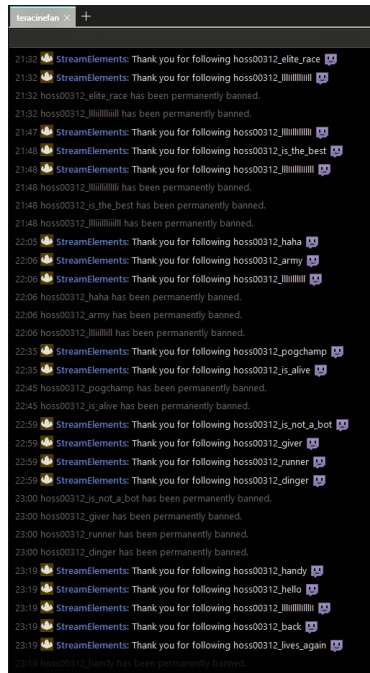 teracinefan × +
21:32 StreamElements: Thank you for following hoss00312_elite_race
21:32 StreamElements: Thank you for following
21:32 hoss00312_elite_race has been permanently banned.
21:32 has been permanently banned.
21:47 StreamElements: Thank you for following
21:48 StreamElements: Thank you for following hoss00312_is_the_best
21:48 StreamElements: Thank you for following
21:48 has been permanently banned.
21:48 hoss00312_is_the_best has been permanently banned.
21:48 has been permanently banned.
22:05 StreamElements: Thank you for following hoss00312_haha
22:06 StreamElements: Thank you for following hoss00312_army
22:06 StreamElements: Thank you for following
22:06 hoss00312_haha has been permanently banned.
22:06 hoss00312_army has been permanently banned.
22:06 has been permanently banned.
22:35 StreamElements: Thank you for following hoss00312_pogchamp
22:35 StreamElements: Thank you for following hoss00312_is_alive
22:45 hoss00312_pogchamp has been permanently banned.
22:45 hoss00312_is_alive has been permanently banned.
22:59 StreamElements: Thank you for following hoss00312_is_not_a_bot
22:59 StreamElements: Thank you for following hoss00312_giver
22:59 StreamElements: Thank you for following hoss00312_runner
22:59 StreamElements: Thank you for following hoss00312_dinger
23:00 hoss00312_is_not_a_bot has been permanently banned.
23:00 hoss00312_giver has been permanently banned.
23:00 hoss00312_runner has been permanently banned.
23:00 hoss00312_dinger has been permanently banned.
23:19 StreamElements: Thank you for following hoss00312_handy
23:19 StreamElements: Thank you for following hoss00312_hello
23:19 StreamElements: Thank you for following
23:19 StreamElements: Thank you for following hoss00312_back
23:19 StreamElements: Thank you for following hoss00312_lives_again
23:19 hoss00312_handy has been permanently banned.